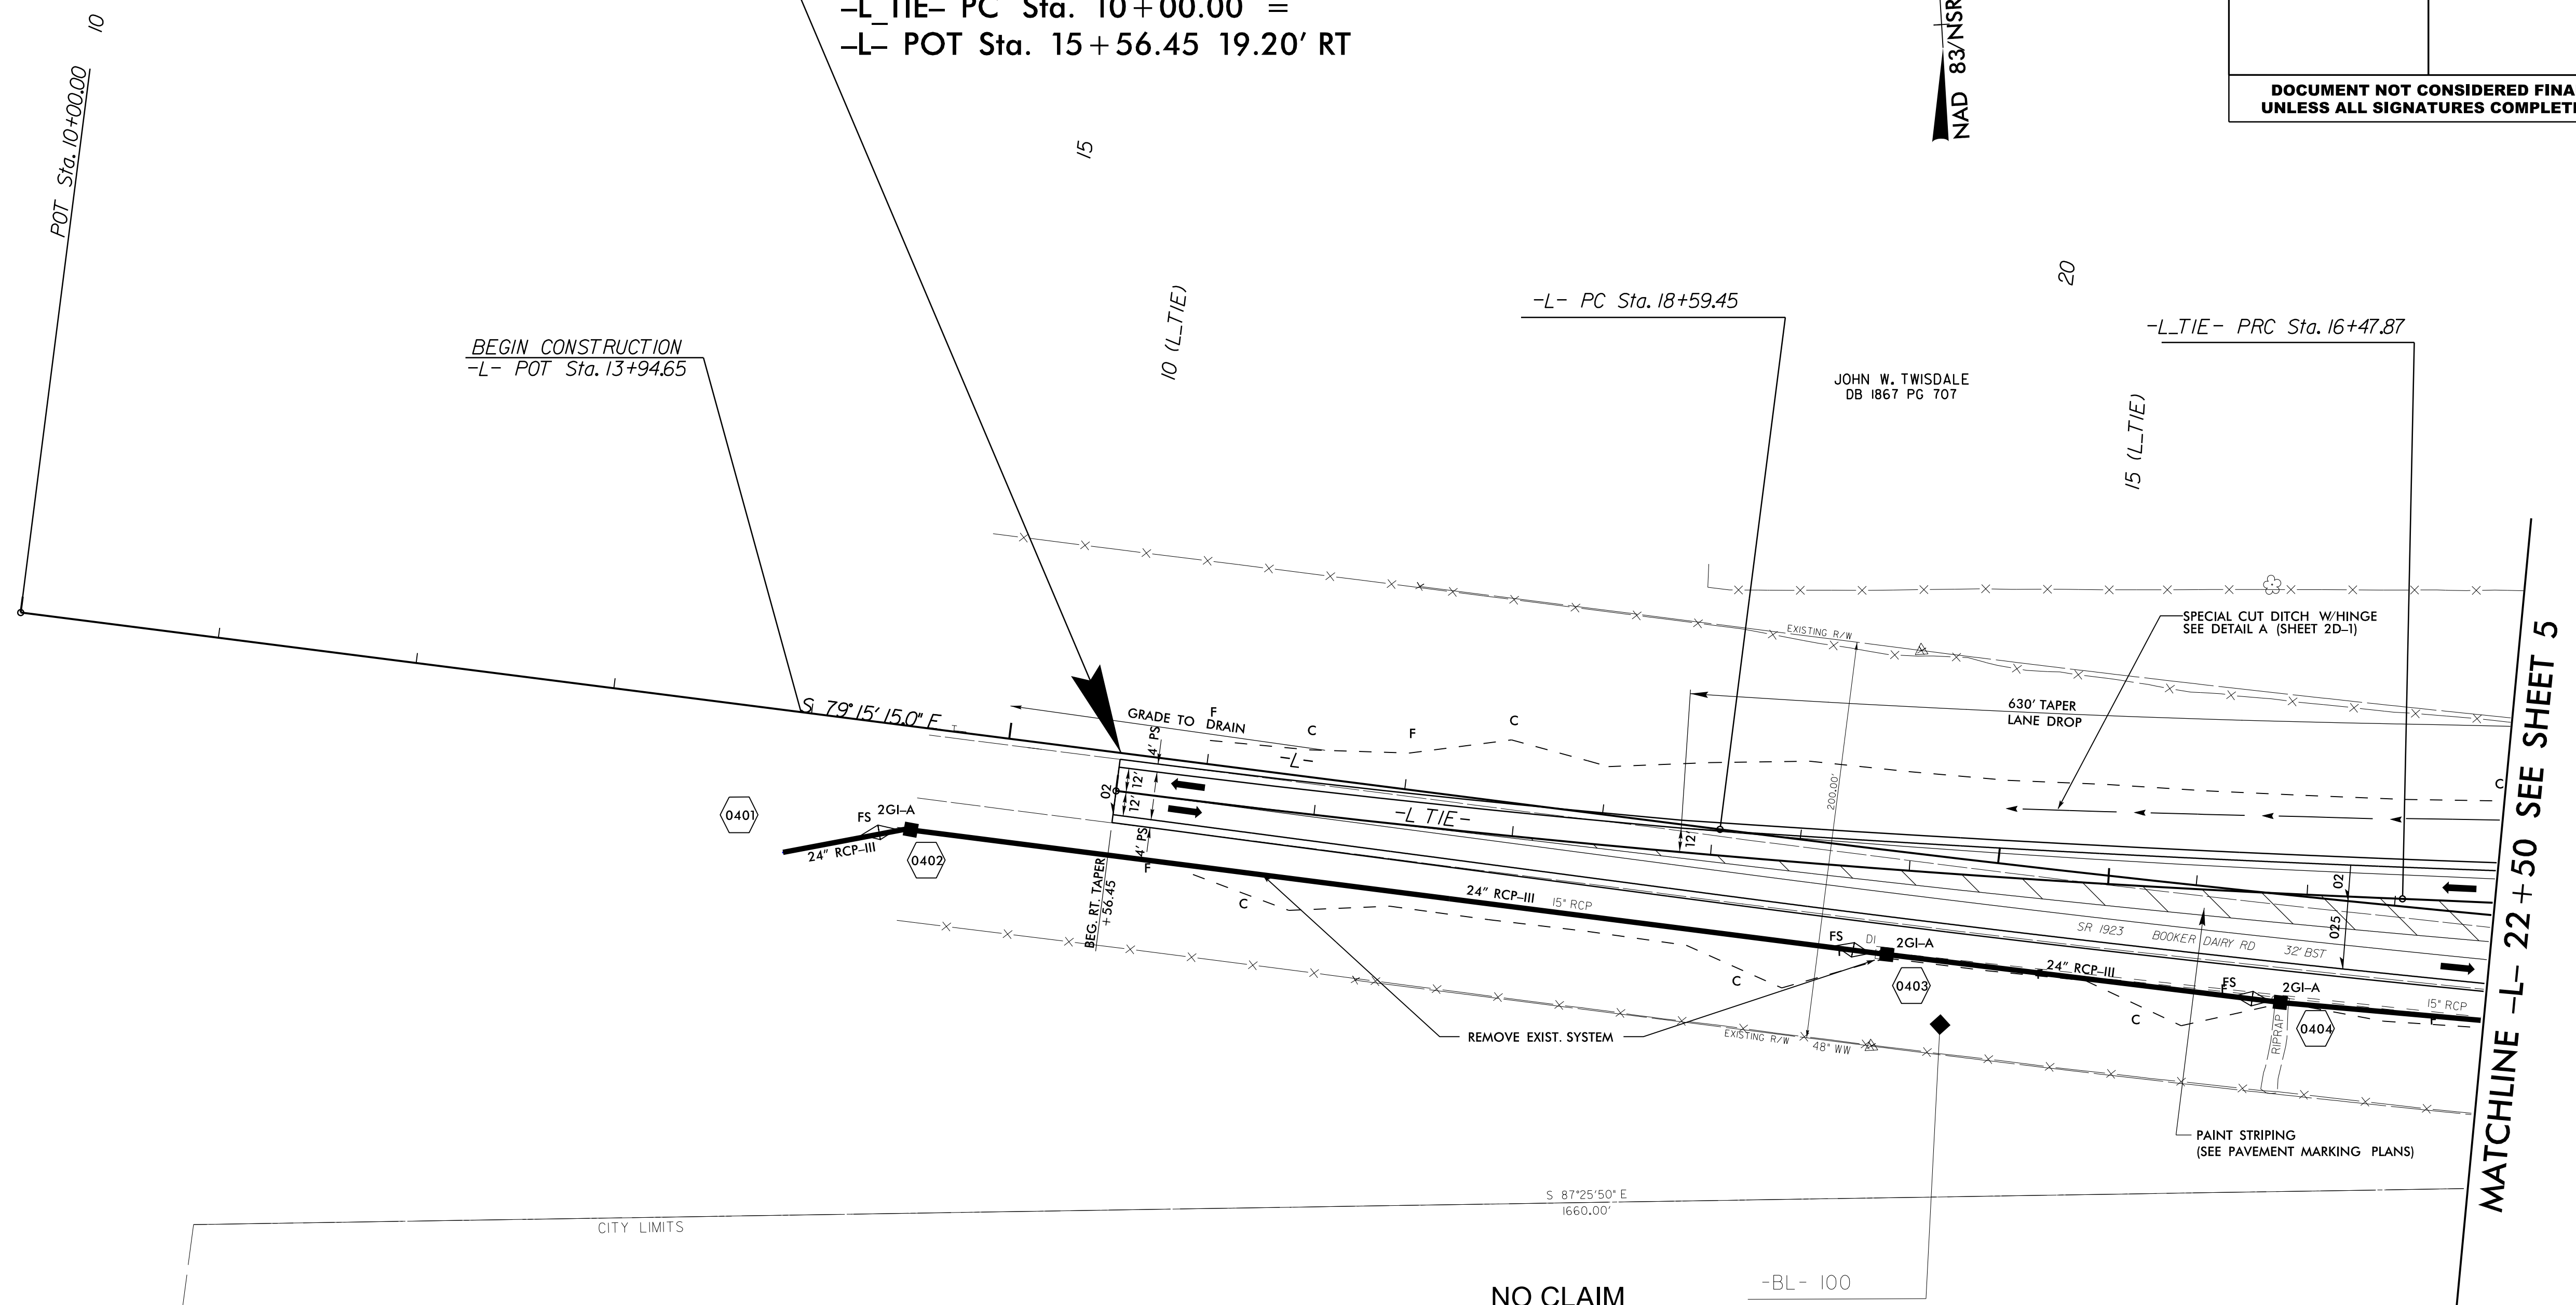 –L_TIE– PC Sta. 10+00.00 =
–L– POT Sta. 15+56.45 19.20' RT
NAD 83/NSR
DOCUMENT NOT CONSIDERED FINA
UNLESS ALL SIGNATURES COMPLET
10
POT Sta. 10+00.00
15
10 (L_TIE)
20
15 (L_TIE)
BEGIN CONSTRUCTION
-L- POT Sta. 13+94.65
-L- PC Sta. 18+59.45
-L_TIE- PRC Sta. 16+47.87
JOHN W. TWISDALE
DB 1867 PG 707
EXISTING R/W
SPECIAL CUT DITCH W/HINGE
SEE DETAIL A (SHEET 2D–1)
MATCHLINE –L– 22+50 SEE SHEET 5
S 79° 15' 15.0" E
GRADE TO DRAIN
F
C
F
C
C
630' TAPER
LANE DROP
-L-
4' PS
12'
12'
02
4' PS
-L TIE-
12'
200.00'
0401
FS
2GI–A
24" RCP–III
0402
F
BEG. RT. TAPER
+56.45
C
24" RCP–III
15" RCP
FS
DI
2GI–A
F
0403
C
24" RCP–III
F
SR 1923
BOOKER DAIRY RD
32' BST
02
025
FS
F
2GI–A
0404
C
RIPRAP
15" RCP
F
REMOVE EXIST. SYSTEM
EXISTING R/W
48" WW
PAINT STRIPING
(SEE PAVEMENT MARKING PLANS)
S 87°25'50" E
1660.00'
CITY LIMITS
-BL- 100
NO CLAIM